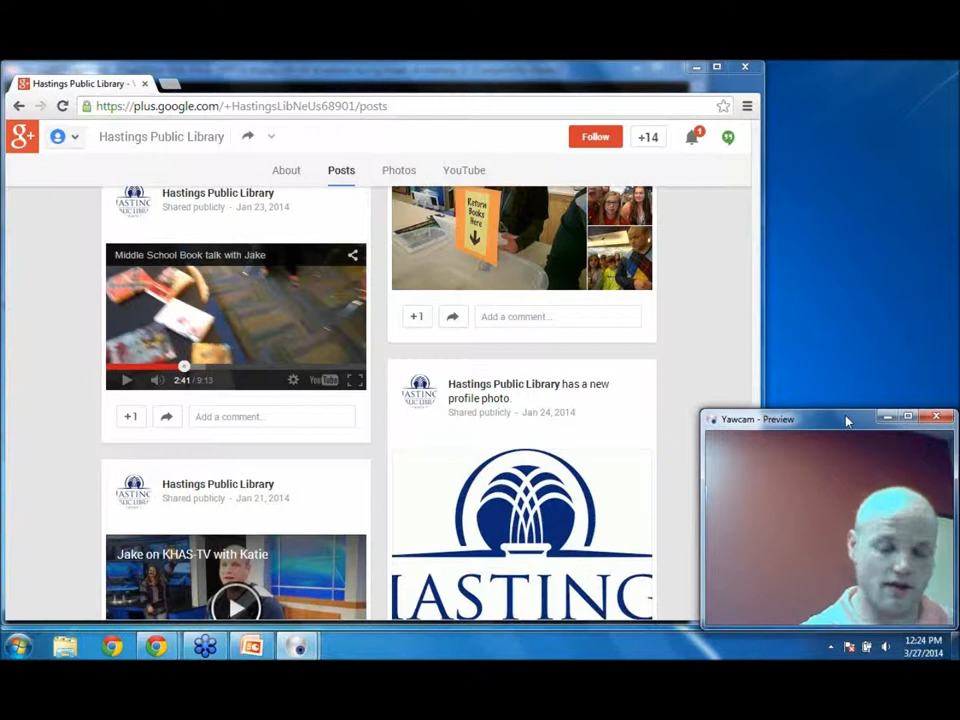 Hastings Public Library - \
https://plus.google.com/+HastingsLibNeUs68901/posts
g+
Hastings Public Library
Follow
+14
1
About
Posts
Photos
YouTube
Hastings Public Library
Shared publicly - Jan 23, 2014
Middle School Book talk with Jake
2:41 / 9:13
YouTube
+1
Add a comment...
Hastings Public Library
Shared publicly - Jan 21, 2014
Jake on KHAS-TV with Katie
Return
Books
Here
+1
Add a comment...
Hastings Public Library has a new
profile photo.
Shared publicly - Jan 24, 2014
HASTING
Yawcam - Preview
12:24 PM
3/27/2014